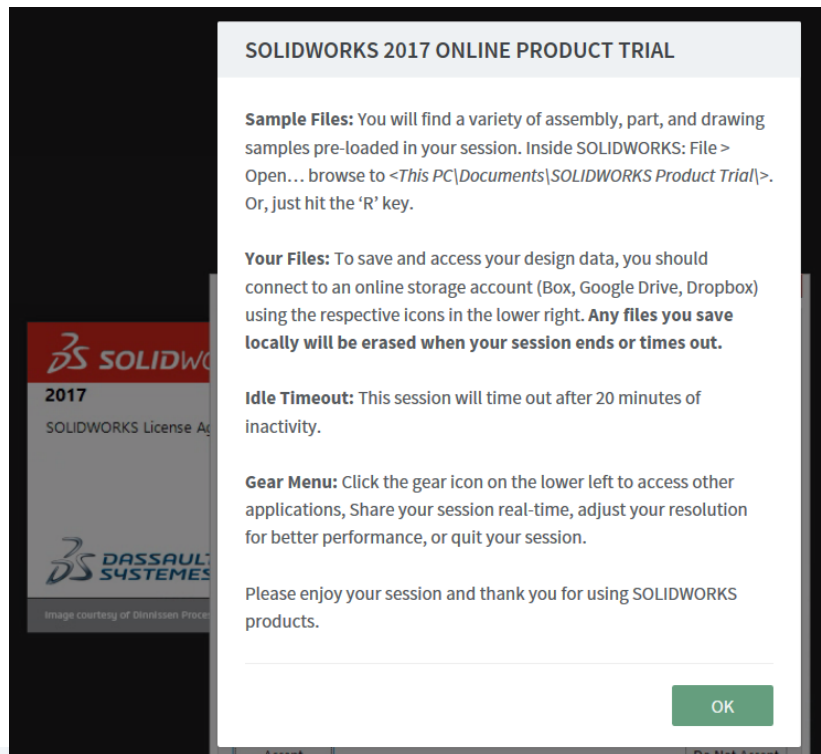 SOLIDWORKS 2017 ONLINE PRODUCT TRIAL
Sample Files: You will find a variety of assembly, part, and drawing
samples pre-loaded in your session. Inside SOLIDWORKS: File >
Open… browse to <This PC\Documents\SOLIDWORKS Product Trial\>.
Or, just hit the ‘R’ key.
Your Files: To save and access your design data, you should
connect to an online storage account (Box, Google Drive, Dropbox)
using the respective icons in the lower right. Any files you save
locally will be erased when your session ends or times out.
Idle Timeout: This session will time out after 20 minutes of
inactivity.
Gear Menu: Click the gear icon on the lower left to access other
applications, Share your session real-time, adjust your resolution
for better performance, or quit your session.
Please enjoy your session and thank you for using SOLIDWORKS
products.
OK
SOLIDW
2017
SOLIDWORKS License
DASSAUL
SYSTEMES
Image courtesy of Dinnissen